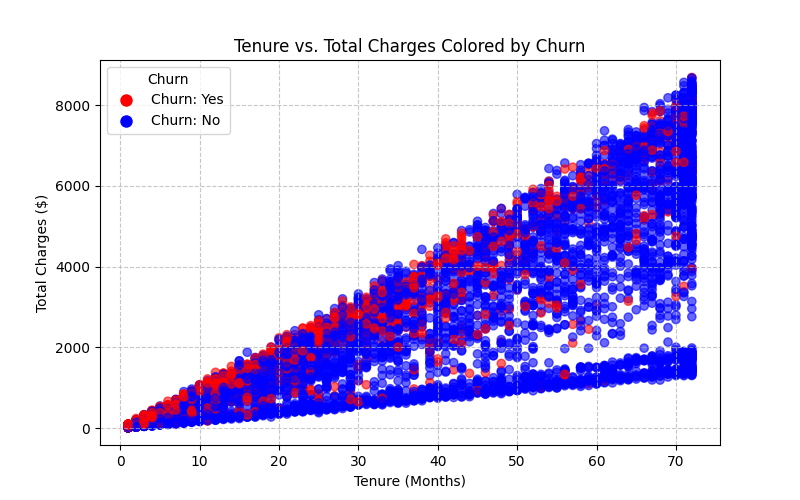 Tenure vs. Total Charges Colored by Churn
Churn
Churn: Yes
Churn: No
8000
6000
4000
2000
0
Total Charges ($)
0 10 20 30 40 50 60 70
Tenure (Months)